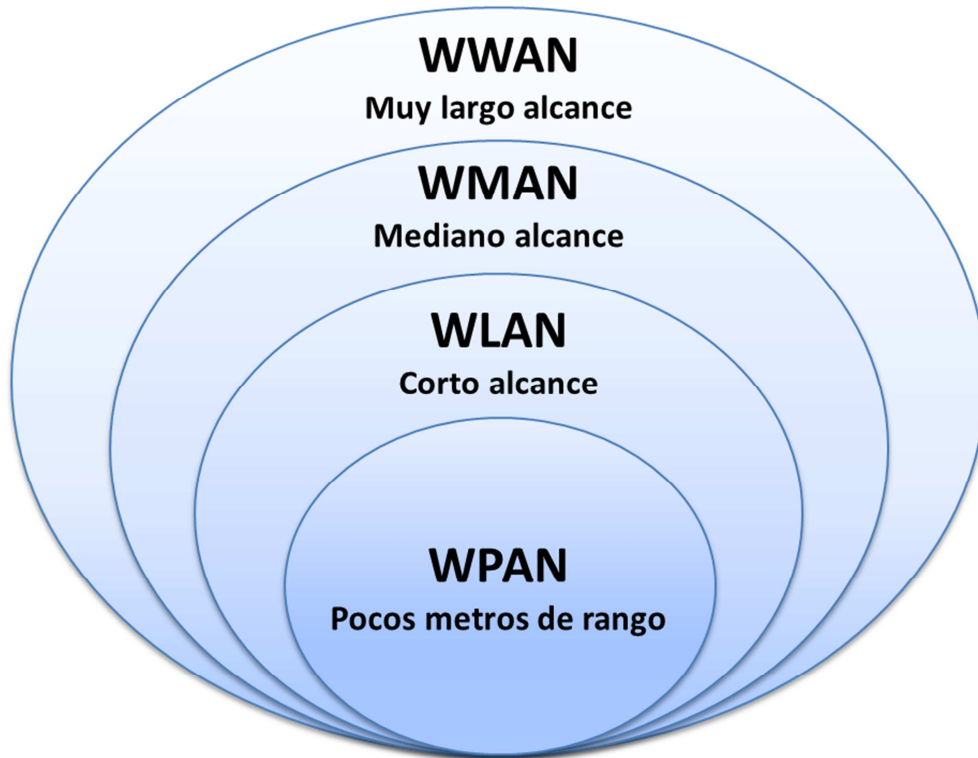 WWAN
Muy largo alcance
WMAN
Mediano alcance
WLAN
Corto alcance
WPAN
Pocos metros de rango